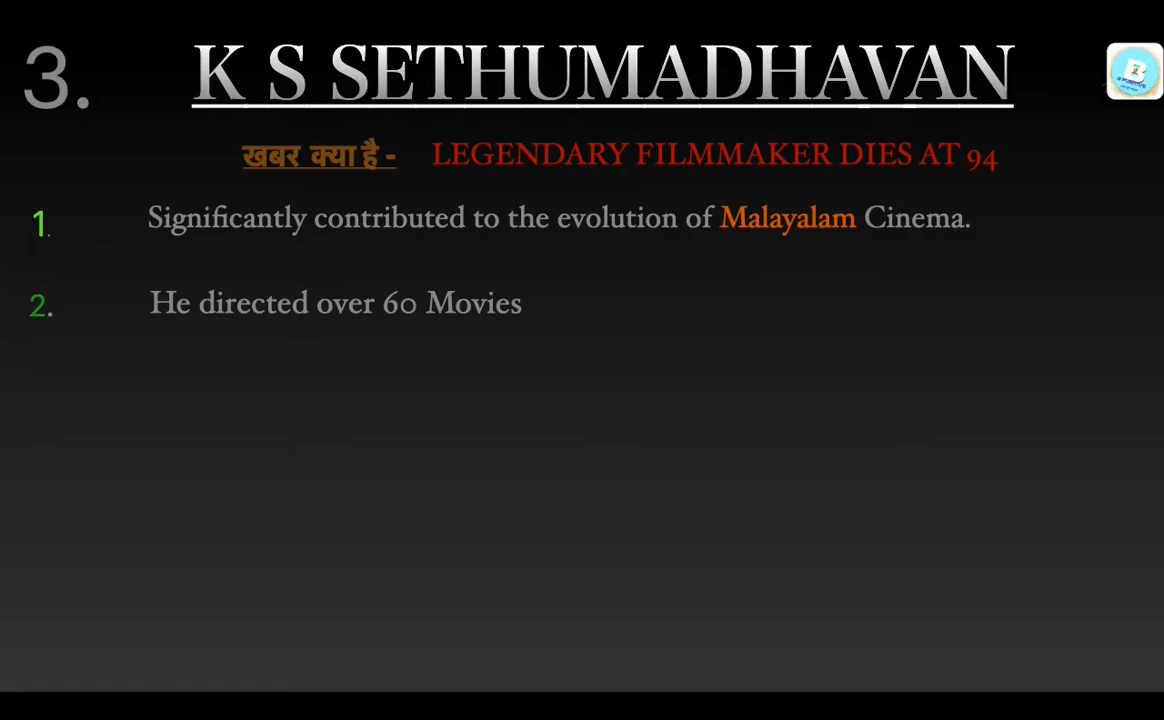 3.
K S SETHUMADHAVAN
खबर क्या है - LEGENDARY FILMMAKER DIES AT 94
1. Significantly contributed to the evolution of Malayalam Cinema.
2. He directed over 60 Movies